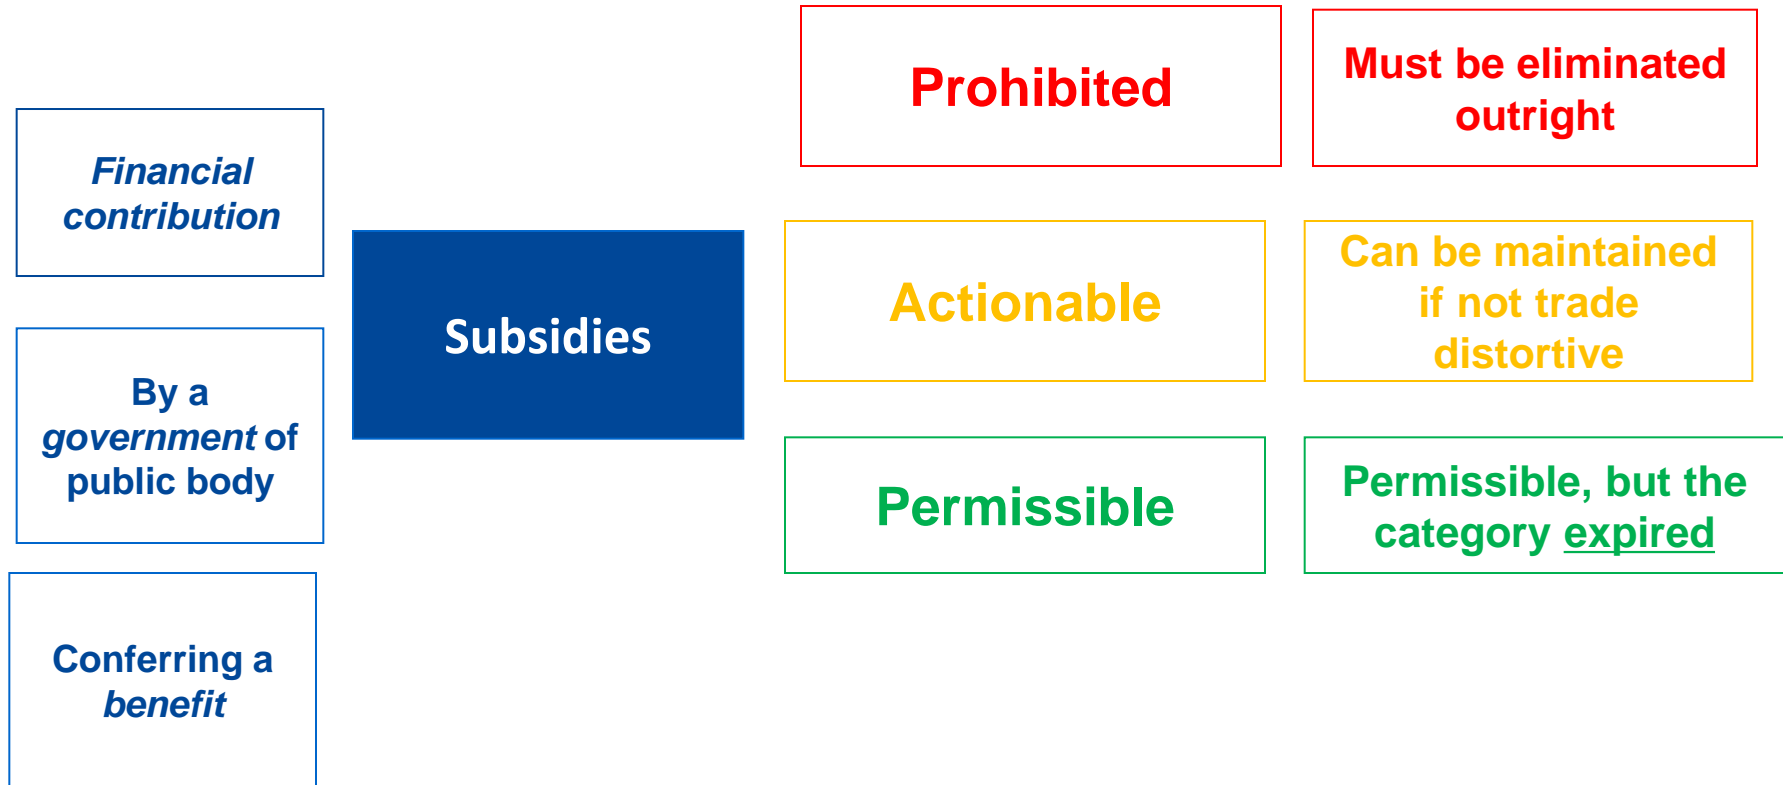 Financial
contribution
By a
government of
public body
Conferring a
benefit
Subsidies
Prohibited
Must be eliminated
outright
Actionable
Can be maintained
if not trade
distortive
Permissible
Permissible, but the
category expired